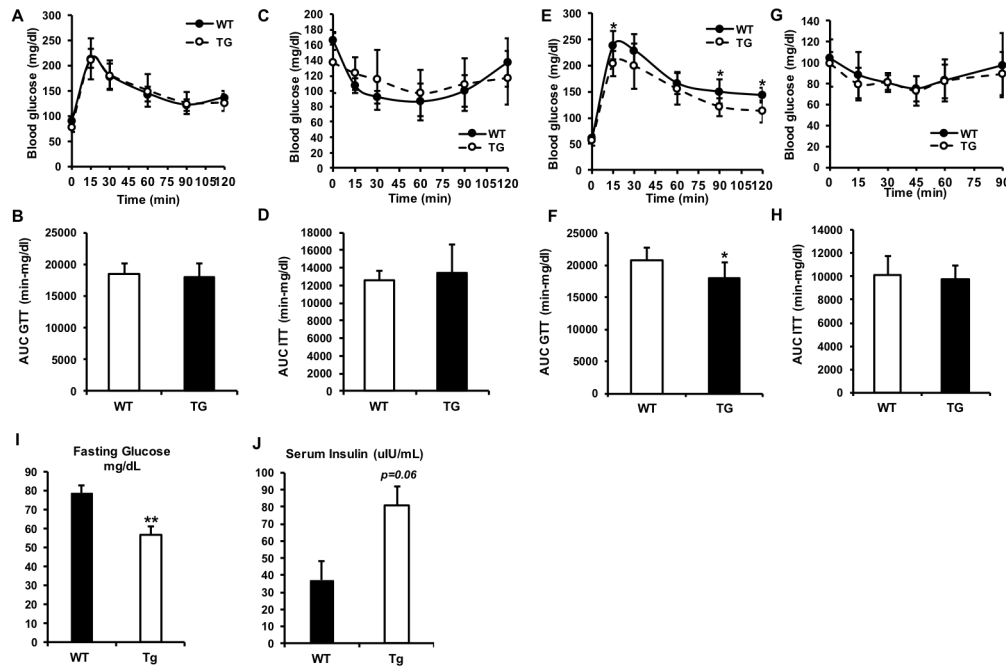 A
Blood glucose (mg/dl)
300
250
200
150
100
50
0
0 15 30 45 60 75 90 105 120
Time (min)
WT
TG
C
Blood glucose (mg/dl)
200
180
160
140
120
100
80
60
40
20
0
0 15 30 45 60 75 90 105 120
Time (min)
WT
TG
E
Blood glucose (mg/dl)
300
250
200
150
100
50
0
0 15 30 45 60 75 90 105 120
Time (min)
WT
TG
*
*
*
G
Blood glucose (mg/dl)
140
120
100
80
60
40
20
0
0 15 30 45 60 75 90
Time (min)
WT
TG
B
AUC GTT (min-mg/dl)
25000
20000
15000
10000
5000
0
WT TG
D
AUC ITT (min-mg/dl)
18000
16000
14000
12000
10000
8000
6000
4000
2000
0
WT TG
F
AUC GTT (min-mg/dl)
25000
20000
15000
10000
5000
0
*
WT TG
H
AUC ITT (min-mg/dl)
14000
12000
10000
8000
6000
4000
2000
0
WT TG
I
Fasting Glucose
mg/dL
90
80
70
60
50
40
30
20
10
0
**
WT Tg
J
Serum Insulin (uIU/mL)
p=0.06
100
90
80
70
60
50
40
30
20
10
0
WT Tg